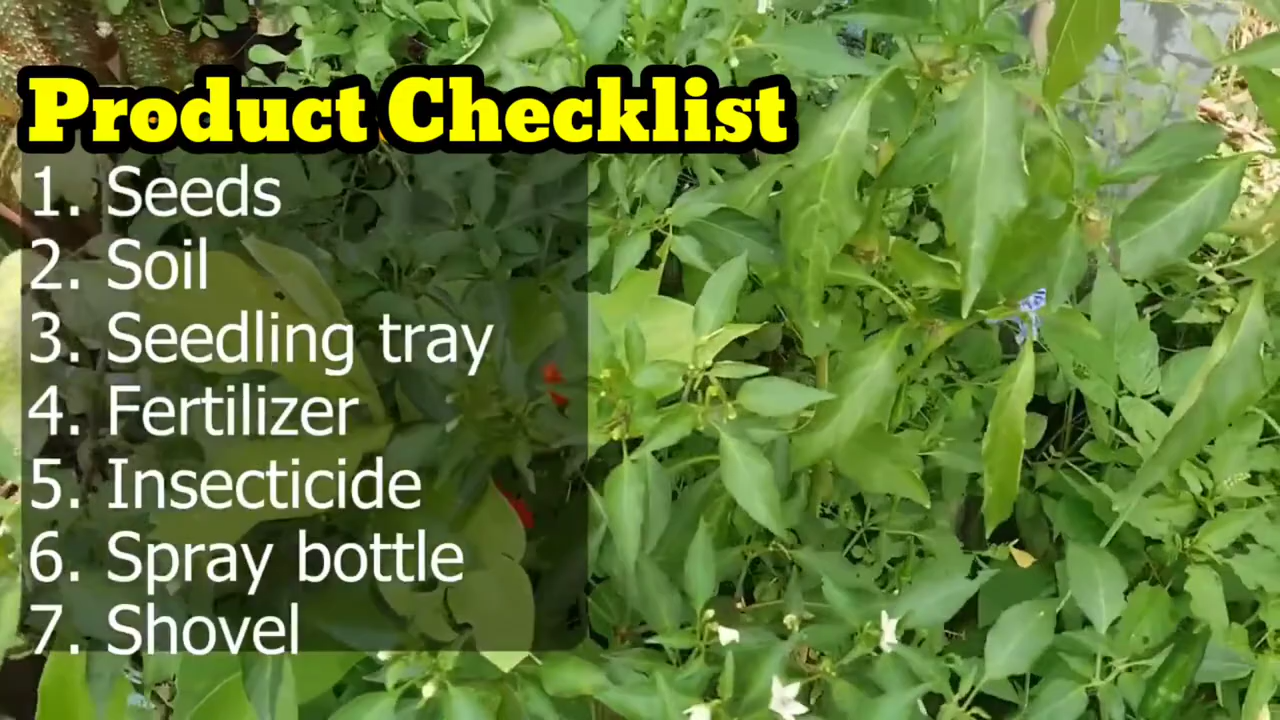 Product Checklist
1. Seeds
2. Soil
3. Seedling tray
4. Fertilizer
5. Insecticide
6. Spray bottle
7. Shovel